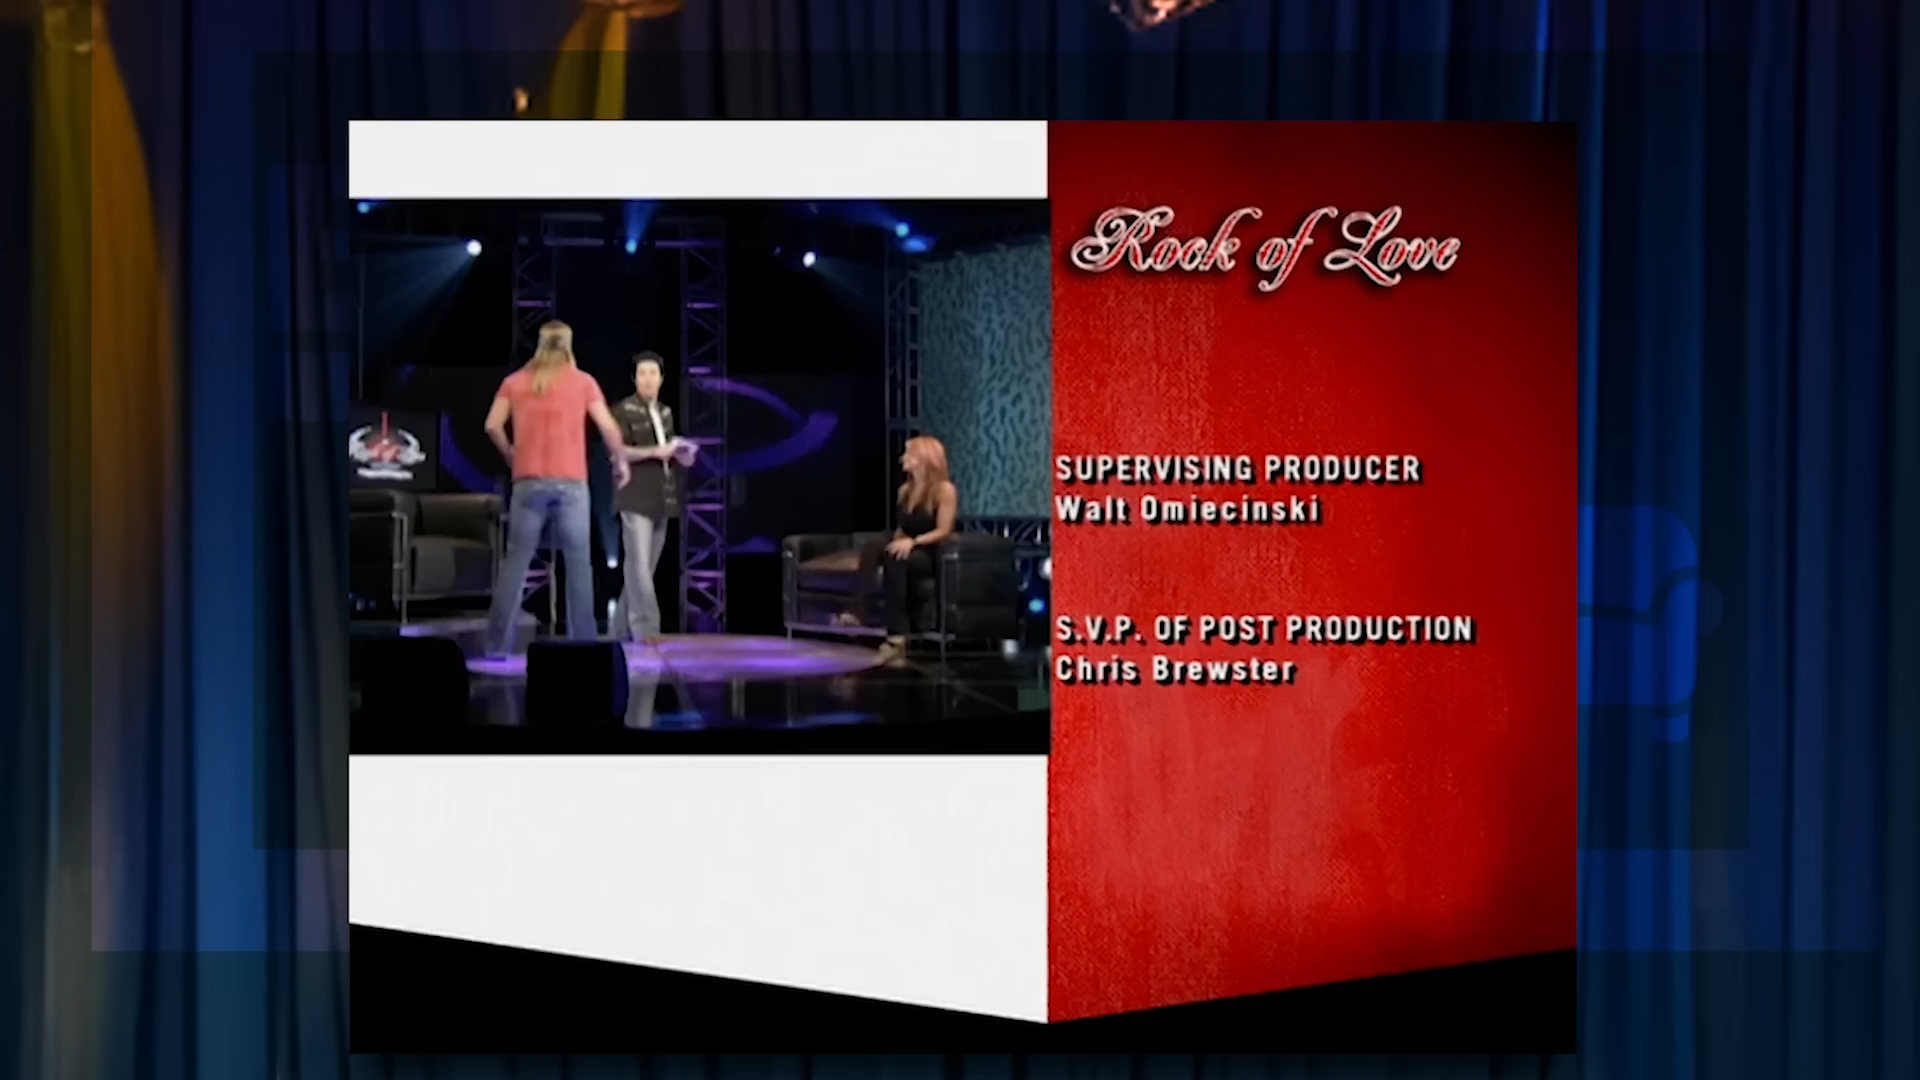 Rock of Love
SUPERVISING PRODUCER
Walt Omiecinski
S.V.P. OF POST PRODUCTION
Chris Brewster